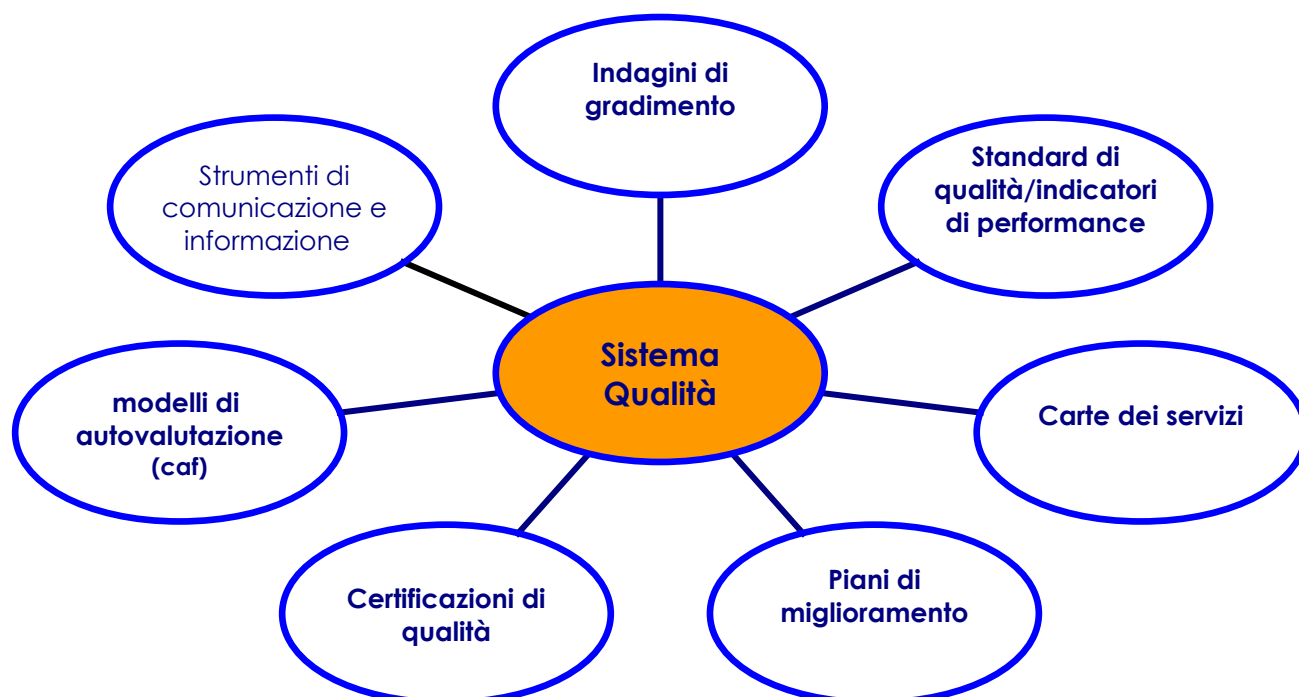 Indagini di
gradimento
Strumenti di
comunicazione e
informazione
Standard di
qualità/indicatori
di performance
Sistema
Qualità
modelli di
autovalutazione
(caf)
Carte dei servizi
Certificazioni di
qualità
Piani di
miglioramento